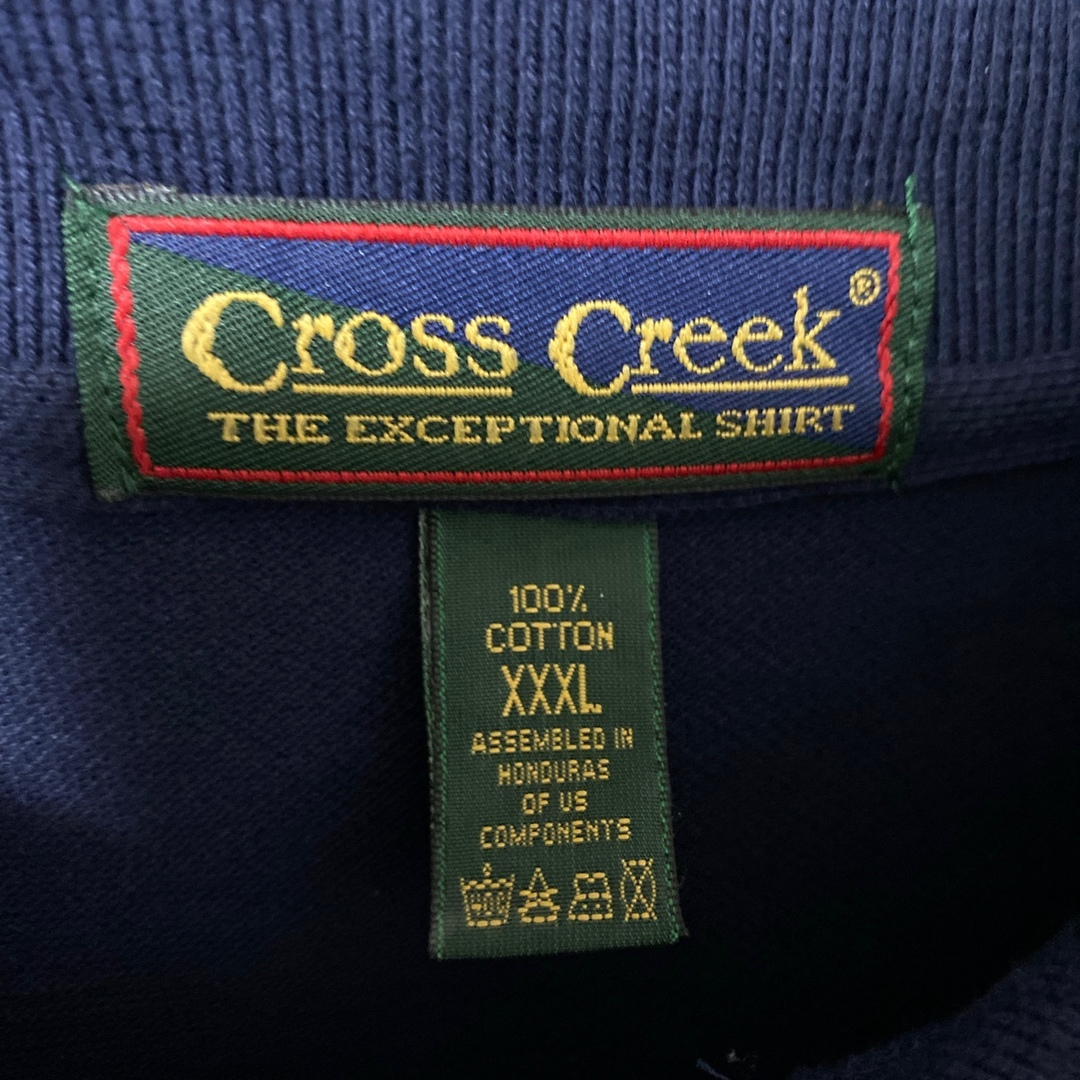 Cross Creek®
THE EXCEPTIONAL SHIRT
100%
COTTON
XXXL
ASSEMBLED IN
HONDURAS
OF US
COMPONENTS